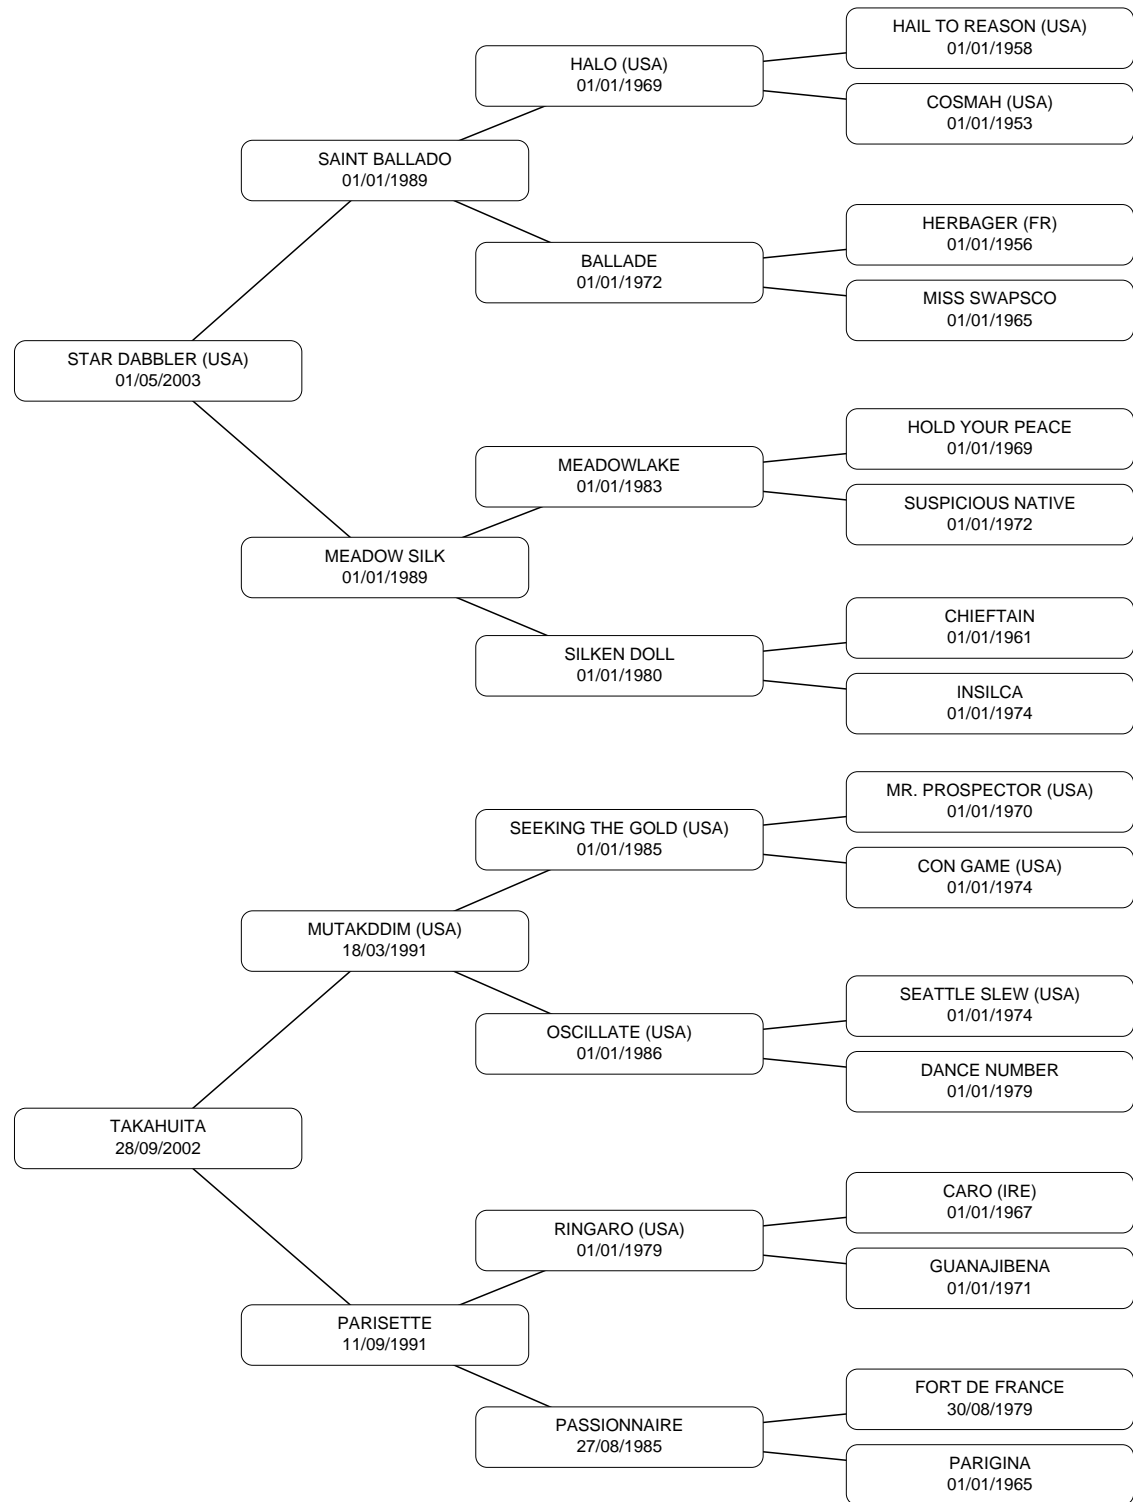 HAIL TO REASON (USA)
01/01/1958
HALO (USA)
01/01/1969
COSMAH (USA)
01/01/1953
SAINT BALLADO
01/01/1989
HERBAGER (FR)
01/01/1956
BALLADE
01/01/1972
MISS SWAPSCO
01/01/1965
STAR DABBLER (USA)
01/05/2003
HOLD YOUR PEACE
01/01/1969
MEADOWLAKE
01/01/1983
SUSPICIOUS NATIVE
01/01/1972
MEADOW SILK
01/01/1989
CHIEFTAIN
01/01/1961
SILKEN DOLL
01/01/1980
INSILCA
01/01/1974
MR. PROSPECTOR (USA)
01/01/1970
SEEKING THE GOLD (USA)
01/01/1985
CON GAME (USA)
01/01/1974
MUTAKDDIM (USA)
18/03/1991
SEATTLE SLEW (USA)
01/01/1974
OSCILLATE (USA)
01/01/1986
DANCE NUMBER
01/01/1979
TAKAHUITA
28/09/2002
CARO (IRE)
01/01/1967
RINGARO (USA)
01/01/1979
GUANAJIBENA
01/01/1971
PARISETTE
11/09/1991
FORT DE FRANCE
30/08/1979
PASSIONNAIRE
27/08/1985
PARIGINA
01/01/1965